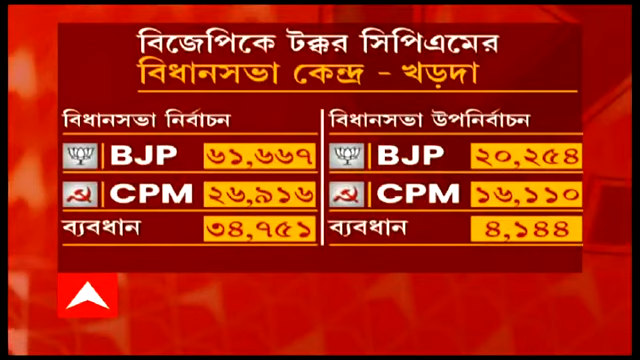 বিজেপিকে টক্কর সিপিএমের
বিধানসভা কেন্দ্র - খড়দা
বিধানসভা নির্বাচন
BJP ৬১,৬৬৭
CPM ২৬,৯১৬
ব্যবধান ৩৪,৭৫১
বিধানসভা উপনির্বাচন
BJP ২০,২৫৪
CPM ১৬,১১০
ব্যবধান ৪,১৪৪